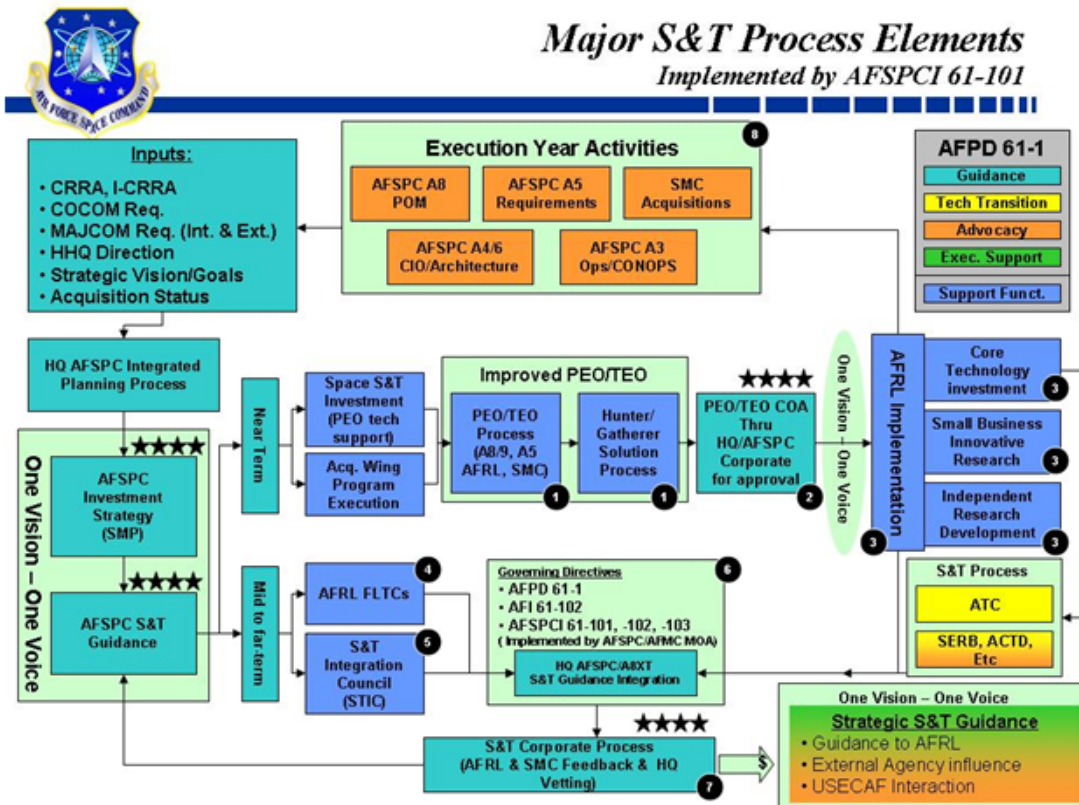 Major S&T Process Elements
Implemented by AFSPCI 61-101
AIR FORCE SPACE COMMAND
Inputs:
• CRRA, I-CRRA
• COCOM Req.
• MAJCOM Req. (Int. & Ext.)
• HHQ Direction
• Strategic Vision/Goals
• Acquisition Status
8
Execution Year Activities
AFSPC A8
POM
AFSPC A5
Requirements
SMC
Acquisitions
AFSPC A4/6
CIO/Architecture
AFSPC A3
Ops/CONOPS
AFPD 61-1
Guidance
Tech Transition
Advocacy
Exec. Support
Support Funct.
HQ AFSPC Integrated
Planning Process
One Vision – One Voice
AFSPC
Investment
Strategy
(SMP)
AFSPC S&T
Guidance
Near Term
Space S&T
Investment
(PEO tech
support)
Acq. Wing
Program
Execution
Improved PEO/TEO
PEO/TEO
Process
(A8/9, A5
AFRL, SMC)
1
Hunter/
Gatherer
Solution
Process
1
PEO/TEO COA
Thru
HQ/AFSPC
Corporate
for approval
2
One Vision – One Voice
AFRL Implementation
3
Core
Technology
investment
3
Small Business
Innovative
Research
3
Independent
Research
Development
3
Mid to far-term
4
AFRL FLTCs
5
S&T
Integration
Council
(STIC)
6
Governing Directives
• AFPD 61-1
• AFI 61-102
• AFSPCI 61-101, -102, -103
( Implemented by AFSPC/AFMC MOA)
HQ AFSPC/A8XT
S&T Guidance Integration
S&T Process
ATC
SERB, ACTD,
Etc
S&T Corporate Process
(AFRL & SMC Feedback & HQ
Vetting)
7
$
One Vision – One Voice
Strategic S&T Guidance
• Guidance to AFRL
• External Agency influence
• USECAF Interaction